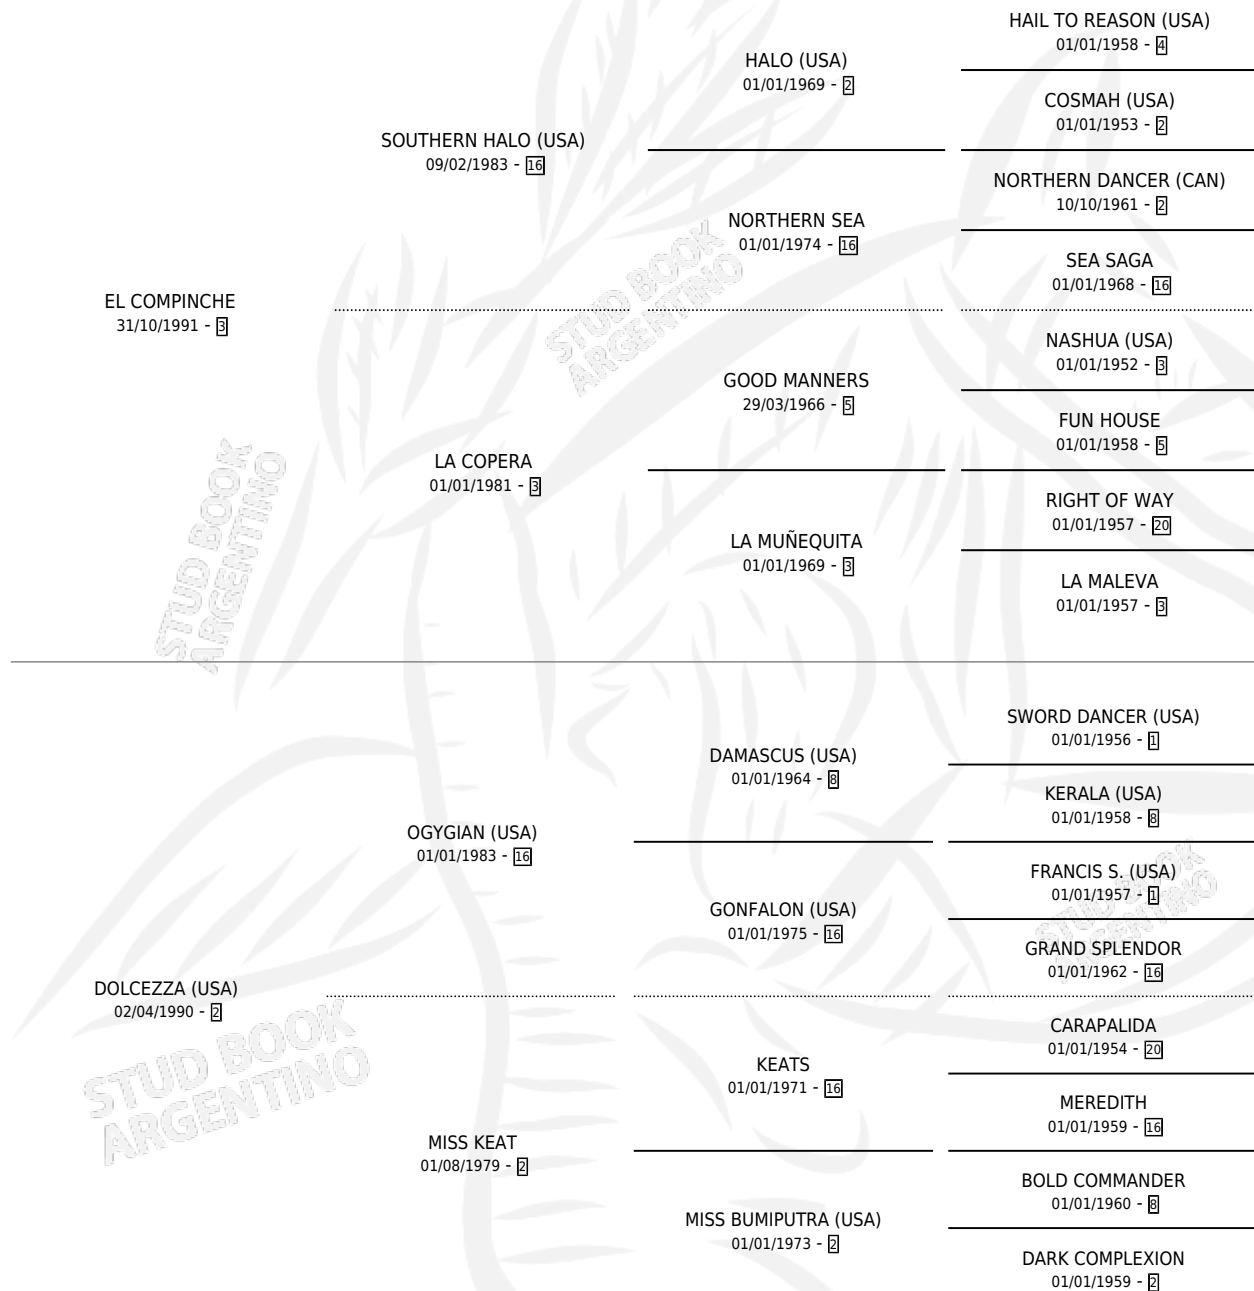 HAIL TO REASON (USA)
01/01/1958 - 4
HALO (USA)
01/01/1969 - 2
COSMAH (USA)
01/01/1953 - 2
SOUTHERN HALO (USA)
09/02/1983 - 16
NORTHERN DANCER (CAN)
10/10/1961 - 2
NORTHERN SEA
01/01/1974 - 16
SEA SAGA
01/01/1968 - 16
EL COMPINCHE
31/10/1991 - 3
NASHUA (USA)
01/01/1952 - 3
GOOD MANNERS
29/03/1966 - 5
FUN HOUSE
01/01/1958 - 5
LA COPERA
01/01/1981 - 3
RIGHT OF WAY
01/01/1957 - 20
LA MUÑEQUITA
01/01/1969 - 3
LA MALEVA
01/01/1957 - 3
SWORD DANCER (USA)
01/01/1956 - 1
DAMASCUS (USA)
01/01/1964 - 8
KERALA (USA)
01/01/1958 - 8
OGYGIAN (USA)
01/01/1983 - 16
FRANCIS S. (USA)
01/01/1957 - 1
GONFALON (USA)
01/01/1975 - 16
GRAND SPLENDOR
01/01/1962 - 16
DOLCEZZA (USA)
02/04/1990 - 2
CARAPALIDA
01/01/1954 - 20
KEATS
01/01/1971 - 16
MEREDITH
01/01/1959 - 16
MISS KEAT
01/08/1979 - 2
BOLD COMMANDER
01/01/1960 - 8
MISS BUMIPUTRA (USA)
01/01/1973 - 2
DARK COMPLEXION
01/01/1959 - 2
STUD BOOK
ARGENTINO
STUD BOOK
ARGENTINO
STUD BOOK
ARGENTINO
STUD BOOK
ARGENTINO